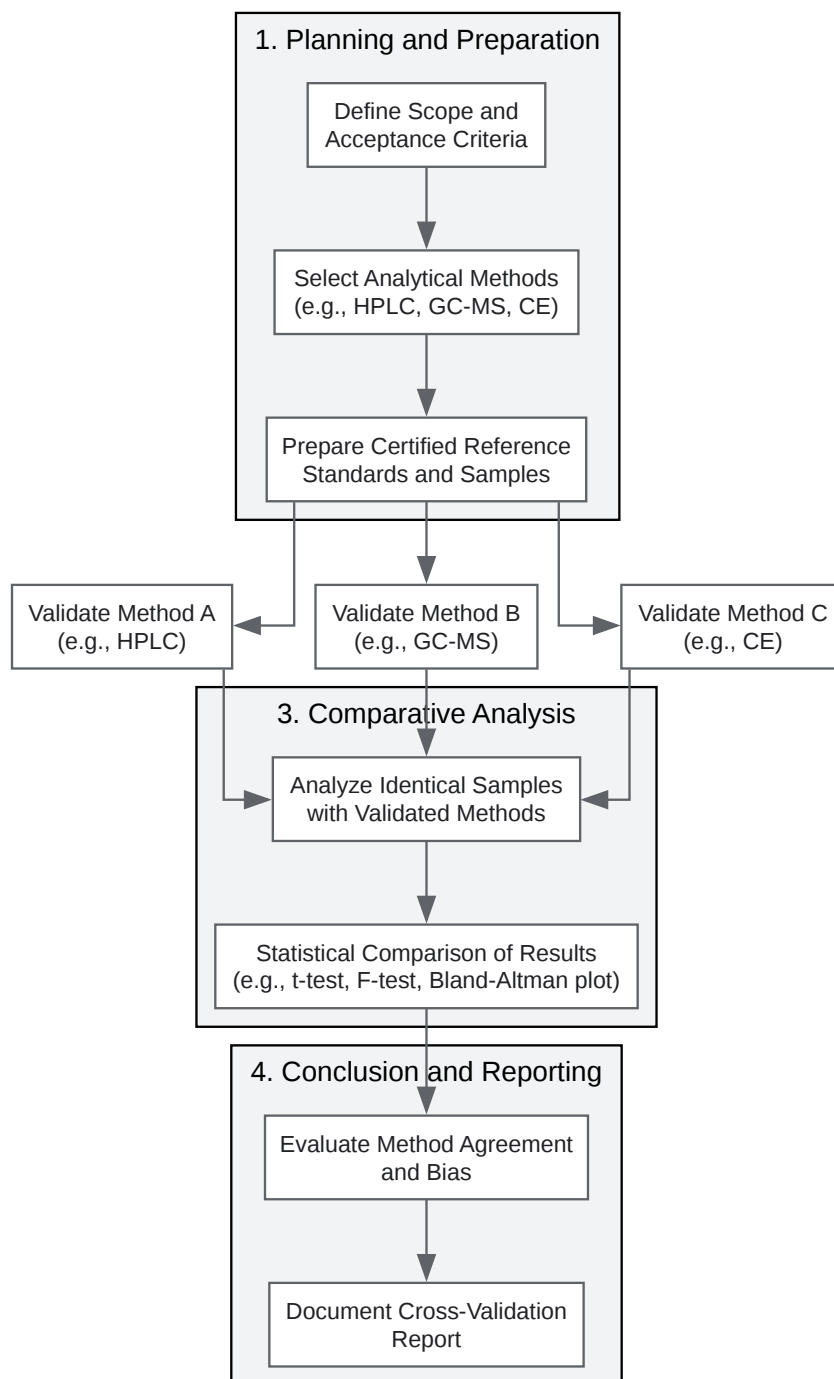 1. Planning and Preparation
Define Scope and
Acceptance Criteria
Select Analytical Methods
(e.g., HPLC, GC-MS, CE)
Prepare Certified Reference
Standards and Samples
Validate Method A
(e.g., HPLC)
Validate Method B
(e.g., GC-MS)
Validate Method C
(e.g., CE)
3. Comparative Analysis
Analyze Identical Samples
with Validated Methods
Statistical Comparison of Results
(e.g., t-test, F-test, Bland-Altman plot)
4. Conclusion and Reporting
Evaluate Method Agreement
and Bias
Document Cross-Validation
Report